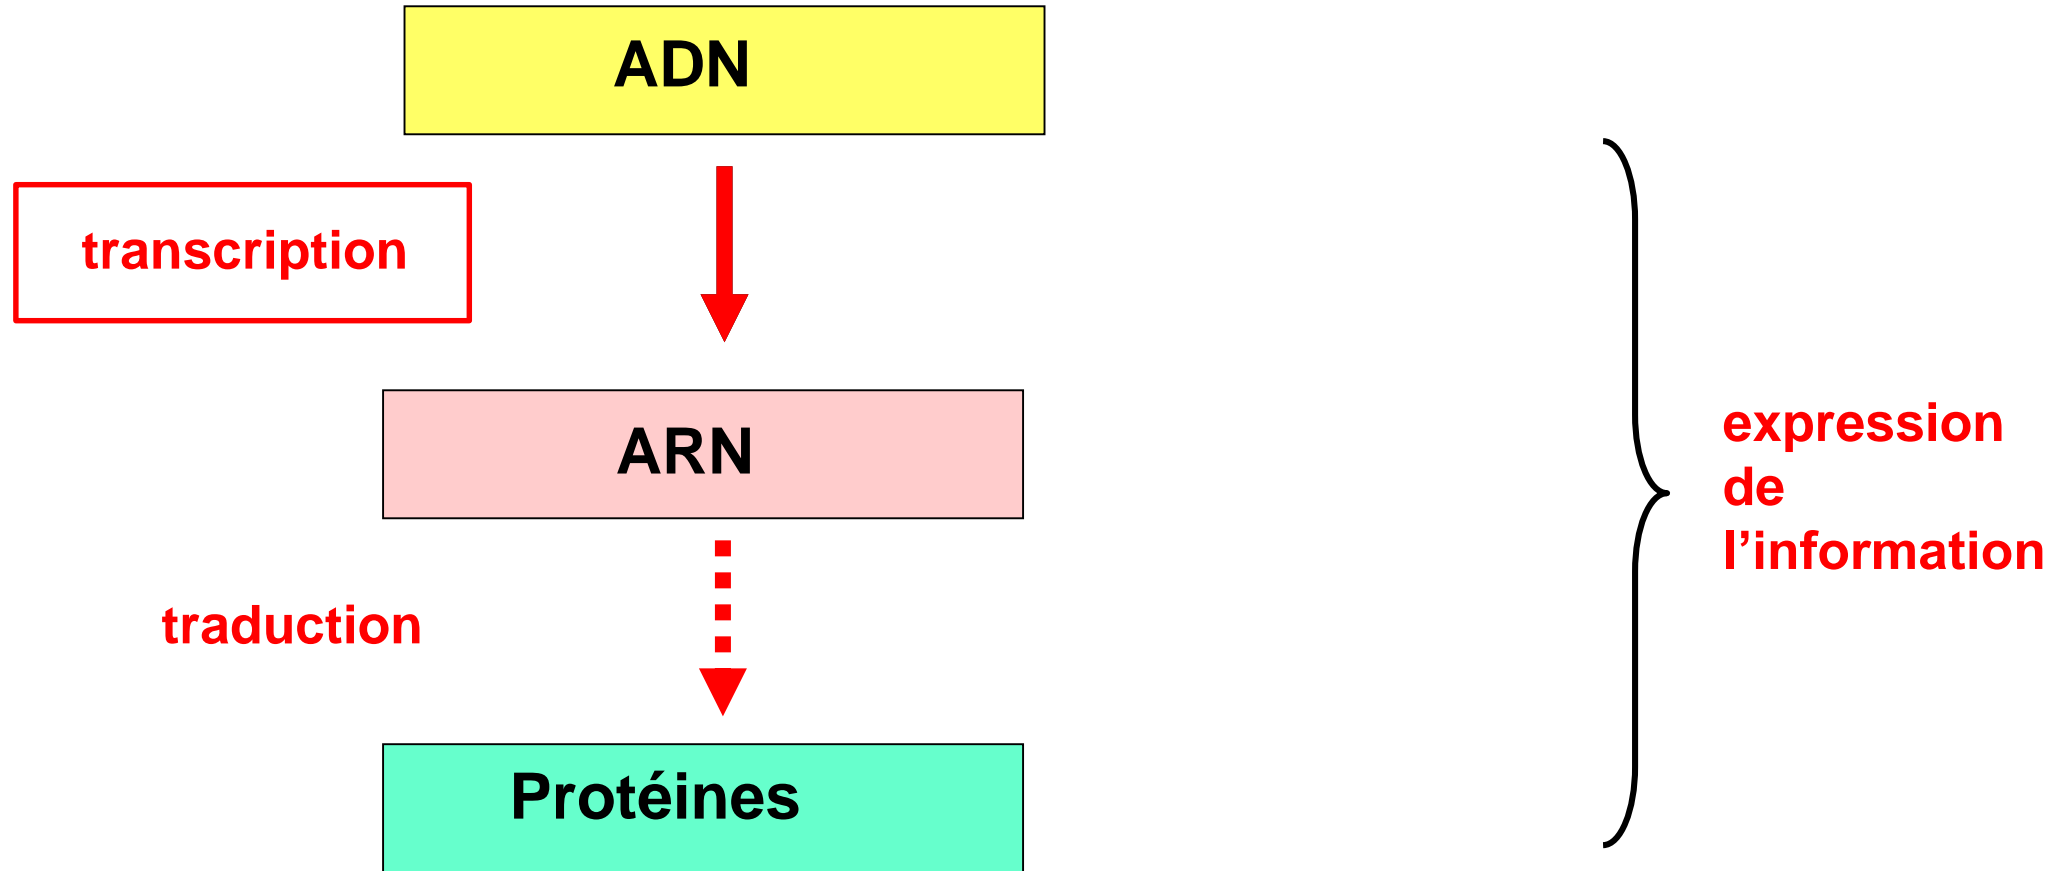 ADN
transcription
ARN
expression
de
l’information
traduction
Protéines